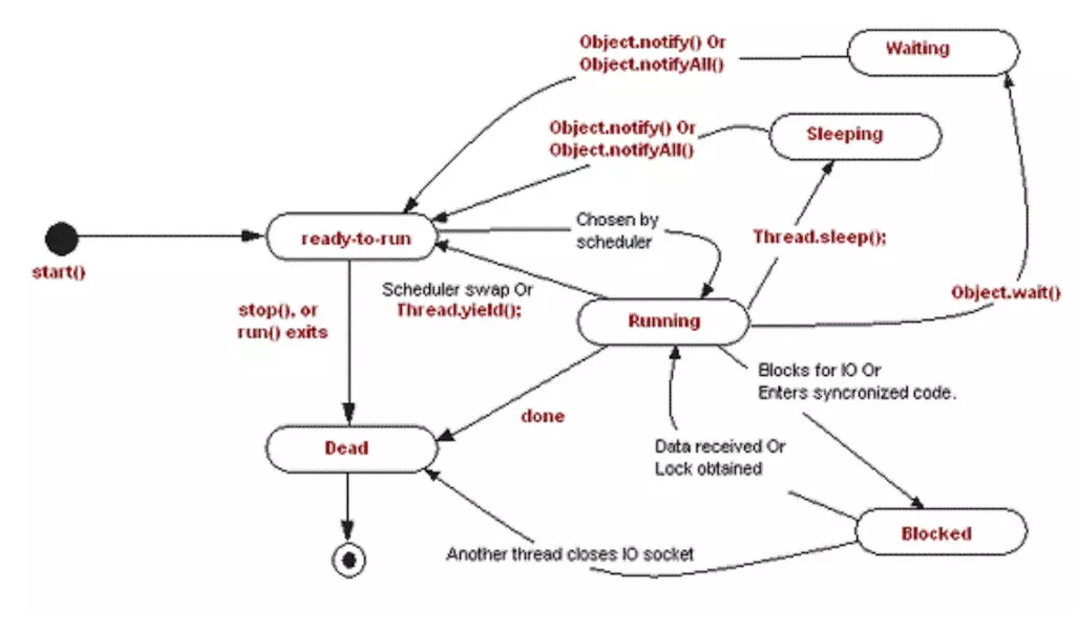 Object.notify() Or
Object.notifyAll()
Waiting
Object.notify() Or
Object.notifyAll()
Sleeping
Chosen by
scheduler
ready-to-run
start()
Thread.sleep();
Scheduler swap Or
Thread.yield();
Object.wait()
stop(), or
run() exits
Running
Blocks for IO Or
Enters syncronized code.
done
Dead
Data received Or
Lock obtained
Blocked
Another thread closes IO socket